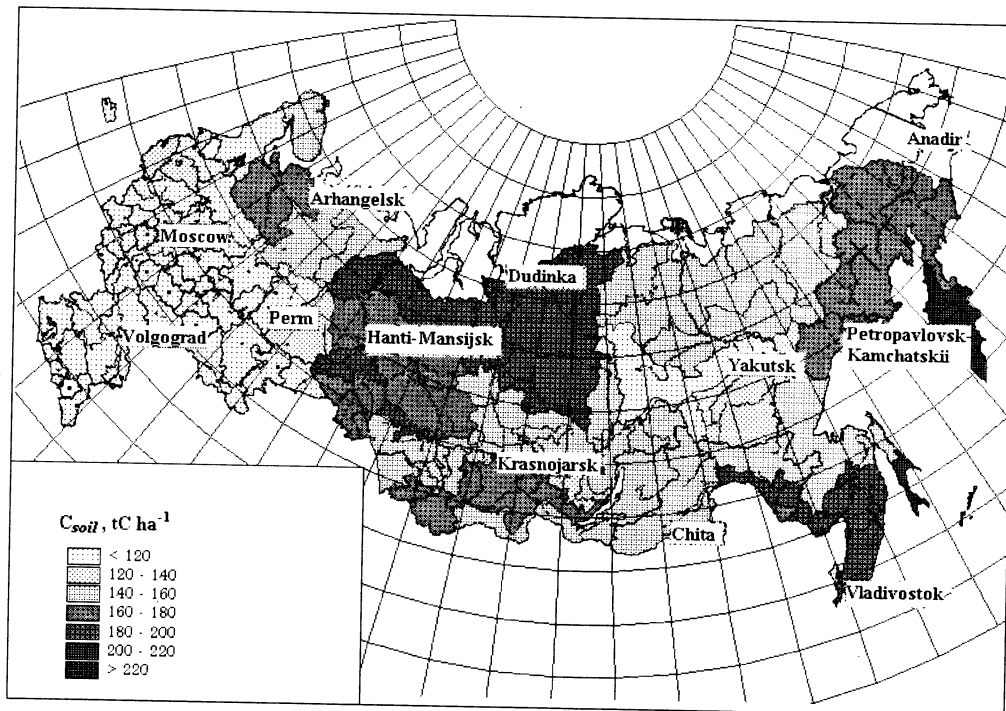 Anadir
Arhangelsk
Moscow
Dudinka
Perm
Volgograd
Hanti-Mansijsk
Petropavlovsk-
Kamchatskii
Yakutsk
Krasnojarsk
Chita
Vladivostok
C_soil , tC ha⁻¹
< 120
120 - 140
140 - 160
160 - 180
180 - 200
200 - 220
> 220